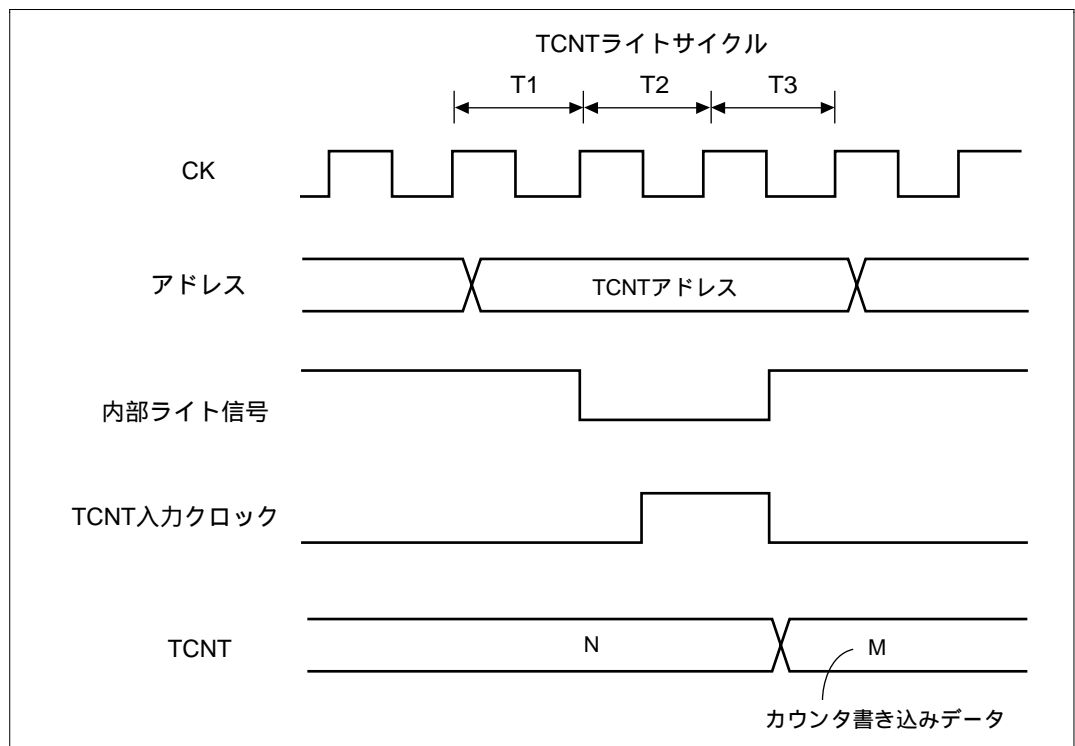 TCNTライトサイクル
T1 T2 T3
CK
アドレス
TCNTアドレス
内部ライト信号
TCNT入力クロック
TCNT
N
M
カウンタ書き込みデータ